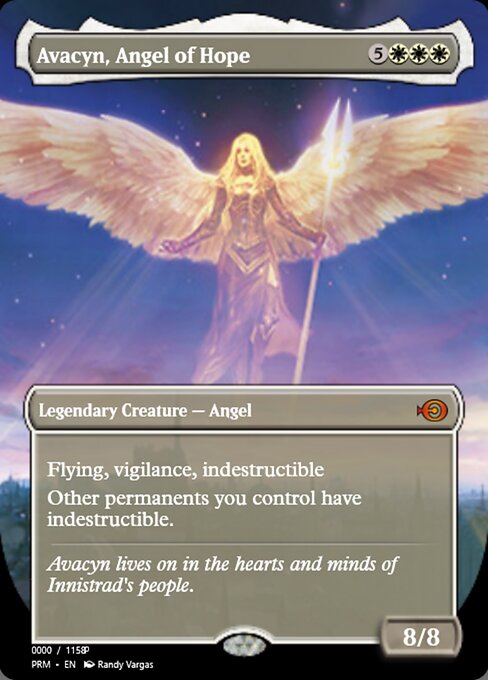 Avacyn, Angel of Hope 5
Legendary Creature — Angel
Flying, vigilance, indestructible
Other permanents you control have
indestructible.
Avacyn lives on in the hearts and minds of
Innistrad's people.
8/8
0000 / 1158P
PRM • EN Randy Vargas